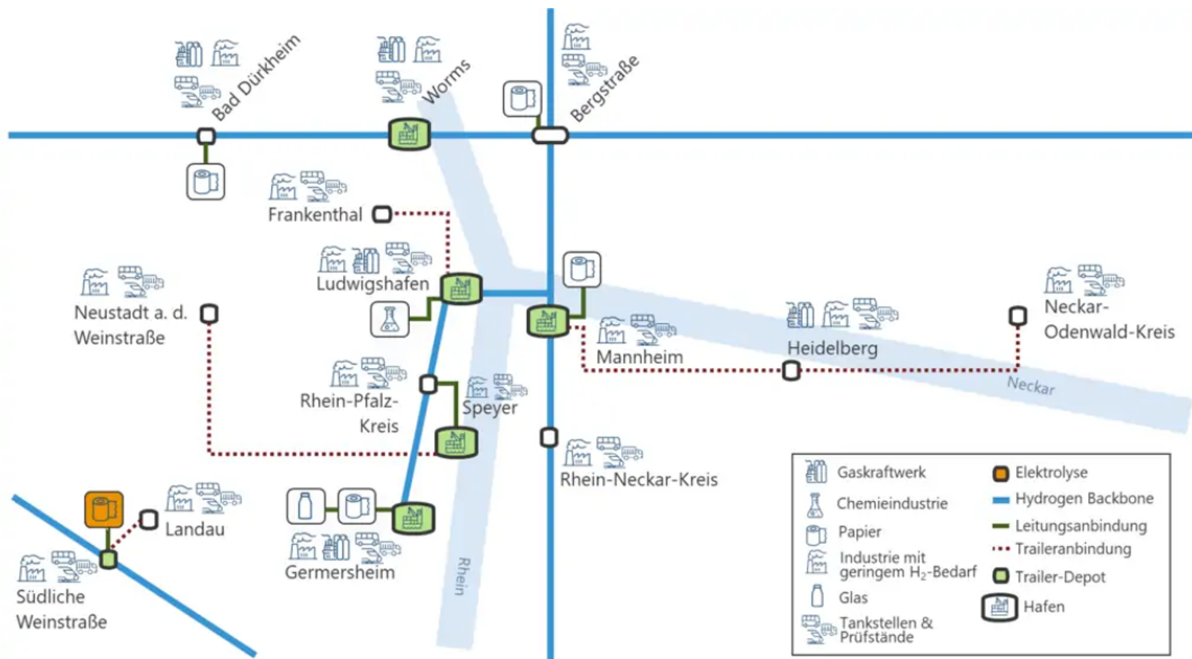 Bad Dürkheim
Worms
Bergstraße
Frankenthal
Ludwigshafen
Neustadt a. d.
Weinstraße
Mannheim
Heidelberg
Neckar-
Odenwald-Kreis
Neckar
Rhein-Pfalz-
Kreis
Speyer
Rhein-Neckar-Kreis
Landau
Germersheim
Rhein
Südliche
Weinstraße
Gaskraftwerk
Chemieindustrie
Papier
Industrie mit
geringem H₂-Bedarf
Glas
Tankstellen &
Prüfstände
Elektrolyse
Hydrogen Backbone
Leitungsanbindung
Traileranbindung
Trailer-Depot
Hafen